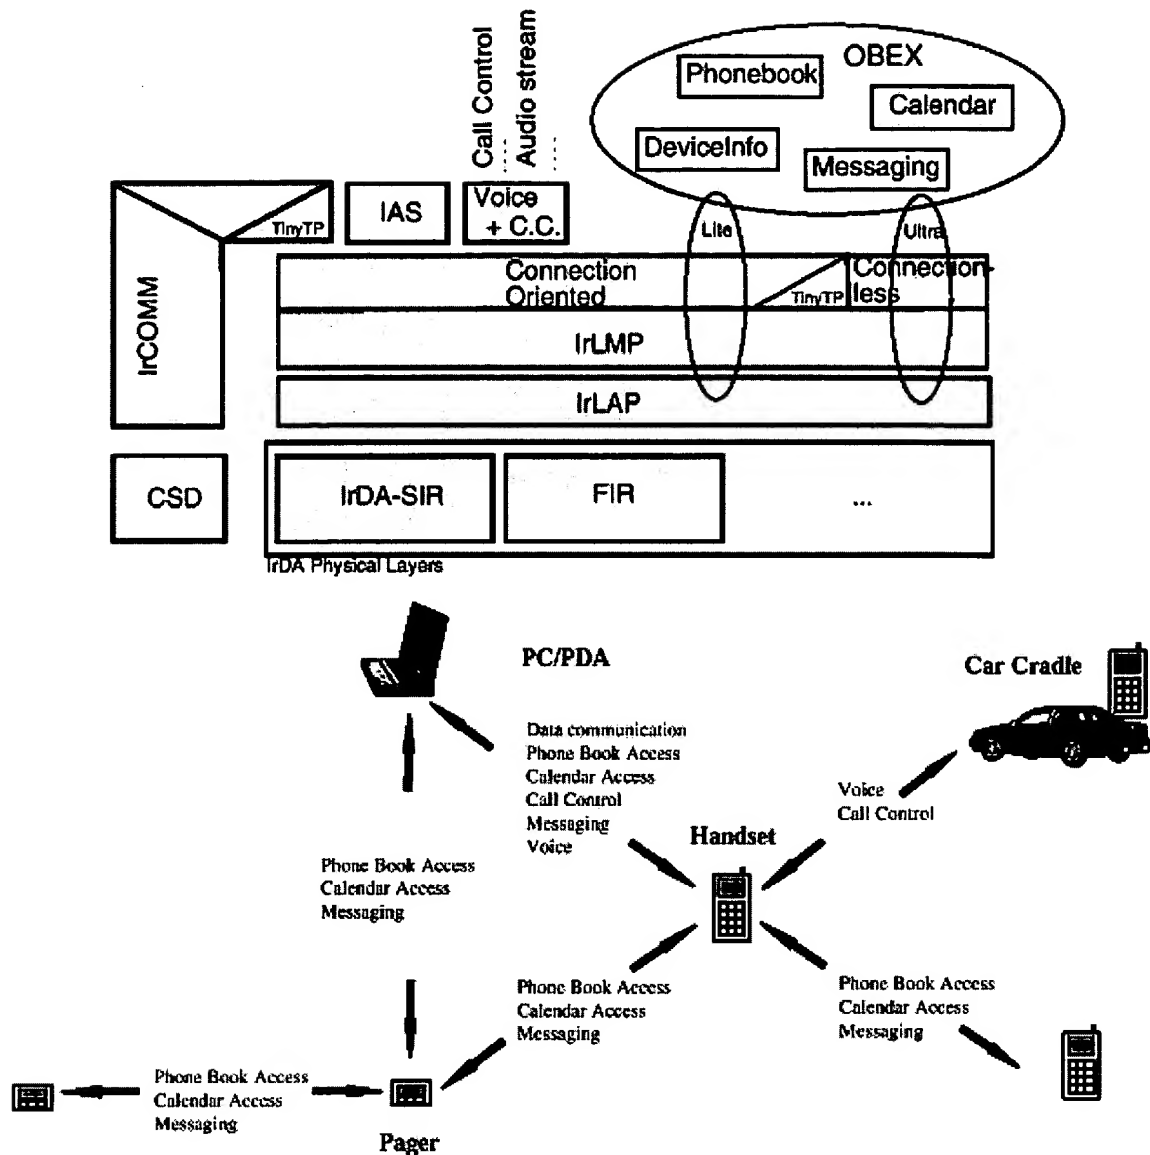 Call Control
Audio stream
OBEX
Phonebook
Calendar
DeviceInfo
Messaging
IAS
Voice
+ C.C.
TinyTP
Lite
Ultra
IrCOMM
Connection
Oriented
TinyTP
Connection-
less
IrLMP
IrLAP
CSD
IrDA-SIR
FIR
...
IrDA Physical Layers
PC/PDA
Car Cradle
Data communication
Phone Book Access
Calendar Access
Call Control
Messaging
Voice
Voice
Call Control
Handset
Phone Book Access
Calendar Access
Messaging
Phone Book Access
Calendar Access
Messaging
Phone Book Access
Calendar Access
Messaging
Phone Book Access
Calendar Access
Messaging
Pager